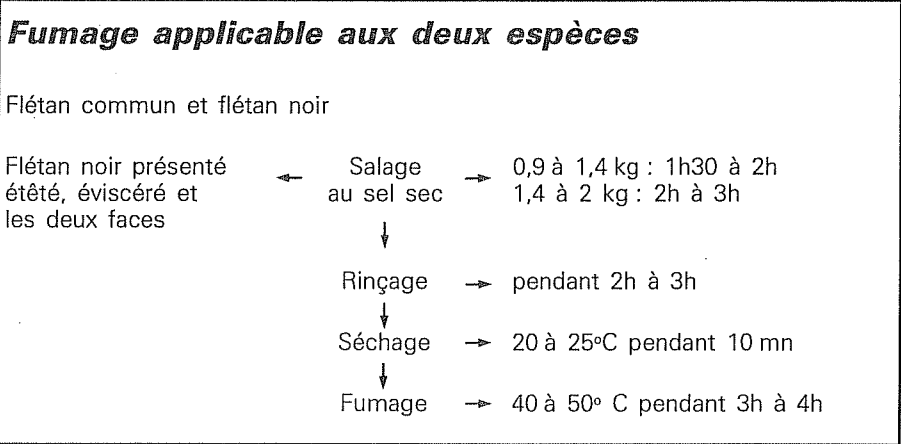 Fumage applicable aux deux espèces
Flétan commun et flétan noir
Flétan noir présenté
étêté, éviscéré et
les deux faces
Salage
au sel sec
0,9 à 1,4 kg : 1h30 à 2h
1,4 à 2 kg : 2h à 3h
Rinçage
pendant 2h à 3h
Séchage
20 à 25°C pendant 10 mn
Fumage
40 à 50° C pendant 3h à 4h